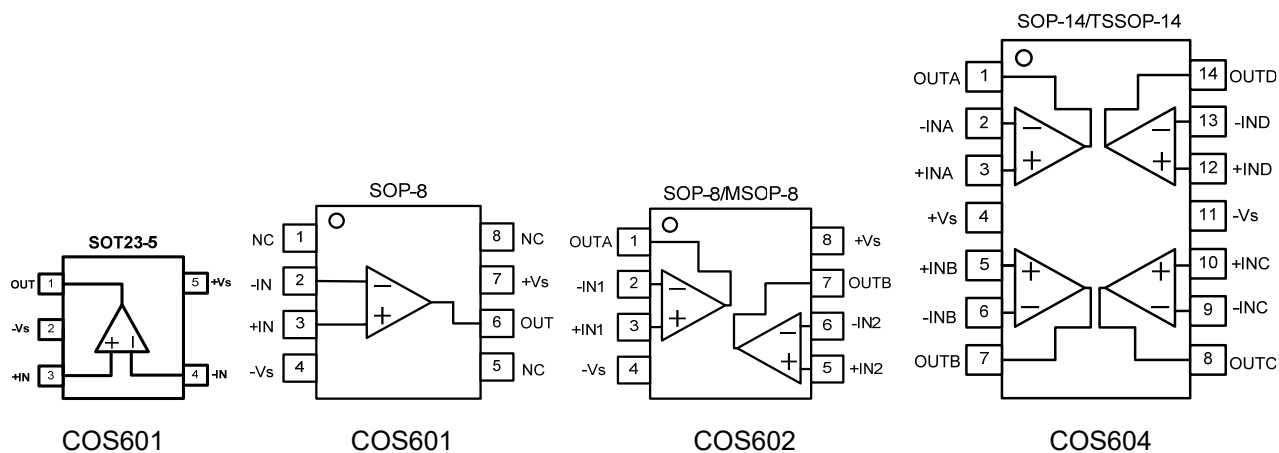 SOT23-5
OUT 1
5 +Vs
-Vs 2
+IN 3
4 -IN
+ −
COS601
SOP-8
NC 1
8 NC
-IN 2
7 +Vs
+IN 3
6 OUT
-Vs 4
5 NC
−
+
COS601
SOP-8/MSOP-8
OUTA 1
8 +Vs
-IN1 2
7 OUTB
+IN1 3
6 -IN2
-Vs 4
5 +IN2
−
+
−
+
COS602
SOP-14/TSSOP-14
OUTA 1
14 OUTD
-INA 2
13 -IND
+INA 3
12 +IND
+Vs 4
11 -Vs
+INB 5
10 +INC
-INB 6
9 -INC
OUTB 7
8 OUTC
− −
+ +
+ +
− −
COS604